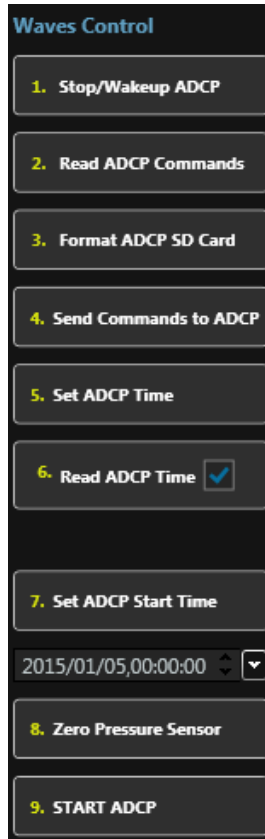 Waves Control
1. Stop/Wakeup ADCP
2. Read ADCP Commands
3. Format ADCP SD Card
4. Send Commands to ADCP
5. Set ADCP Time
6. Read ADCP Time
7. Set ADCP Start Time
2015/01/05,00:00:00
8. Zero Pressure Sensor
9. START ADCP